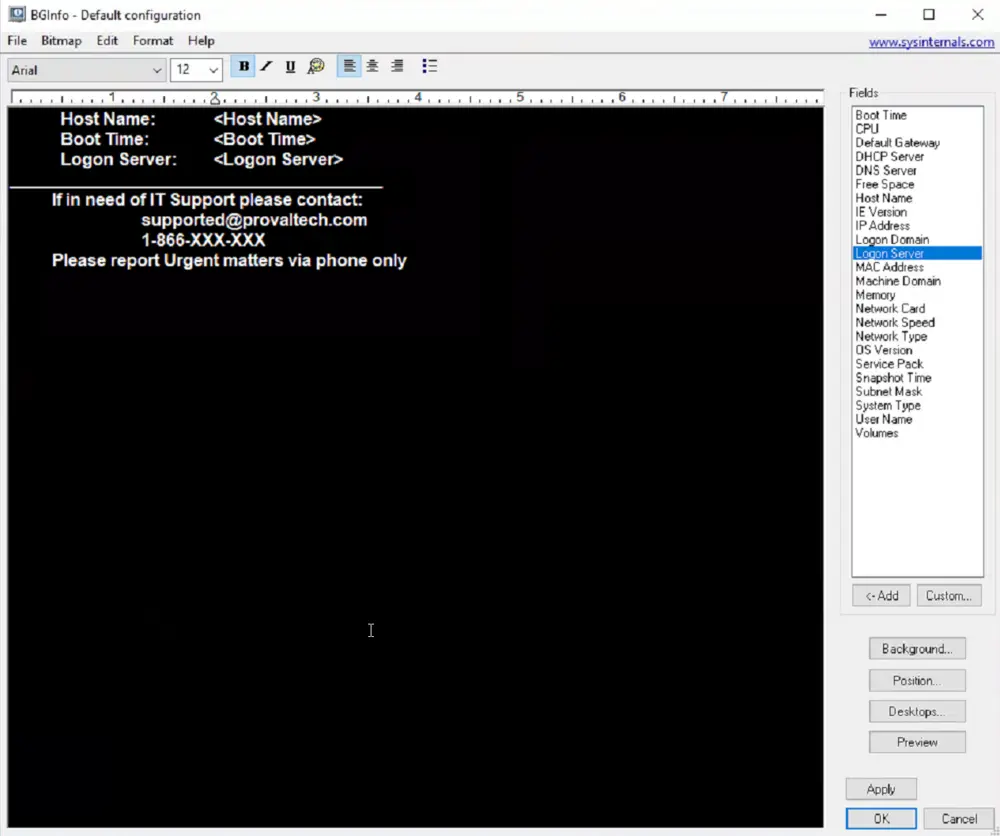 BGInfo - Default configuration
File Bitmap Edit Format Help
www.sysinternals.com
Arial 12 B I U
1 2 3 4 5 6 7
Host Name: <Host Name>
Boot Time: <Boot Time>
Logon Server: <Logon Server>
If in need of IT Support please contact:
supported@provaltech.com
1-866-XXX-XXX
Please report Urgent matters via phone only
Fields
Boot Time
CPU
Default Gateway
DHCP Server
DNS Server
Free Space
Host Name
IE Version
IP Address
Logon Domain
Logon Server
MAC Address
Machine Domain
Memory
Network Card
Network Speed
Network Type
OS Version
Service Pack
Snapshot Time
Subnet Mask
System Type
User Name
Volumes
<- Add Custom...
Background...
Position...
Desktops...
Preview
Apply
OK Cancel